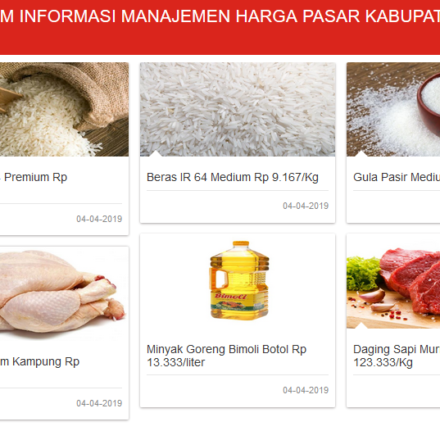 M INFORMASI MANAJEMEN HARGA PASAR KABUPAT
Premium Rp
04-04-2019
Beras IR 64 Medium Rp 9.167/Kg
04-04-2019
Gula Pasir Mediu
m Kampung Rp
04-04-2019
Bimoli
Minyak Goreng Bimoli Botol Rp
13.333/liter
04-04-2019
Daging Sapi Mur
123.333/Kg